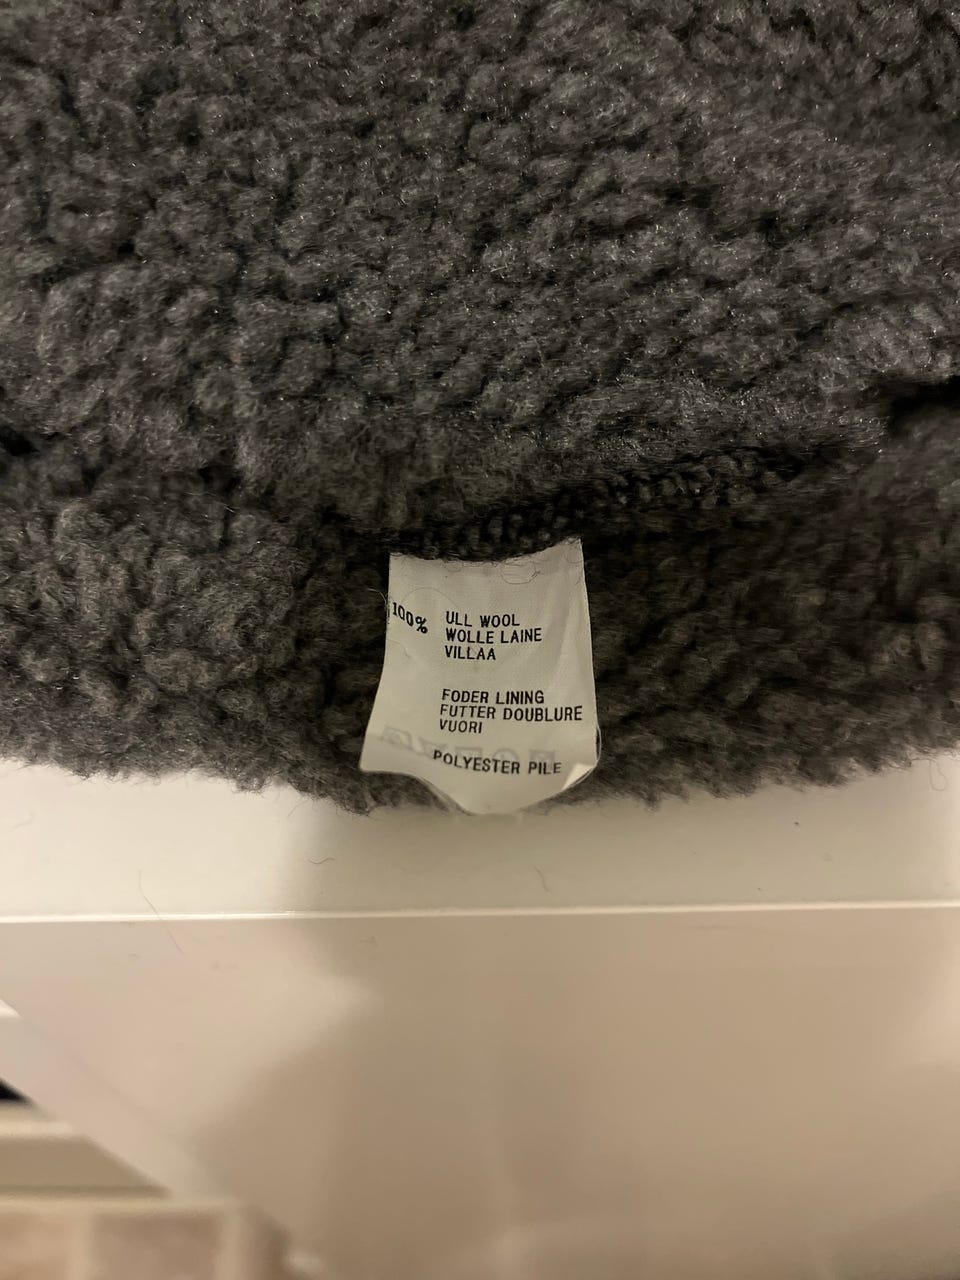 100% ULL WOOL
WOLLE LAINE
VILLAA
FODER LINING
FUTTER DOUBLURE
VUORI
POLYESTER PILE